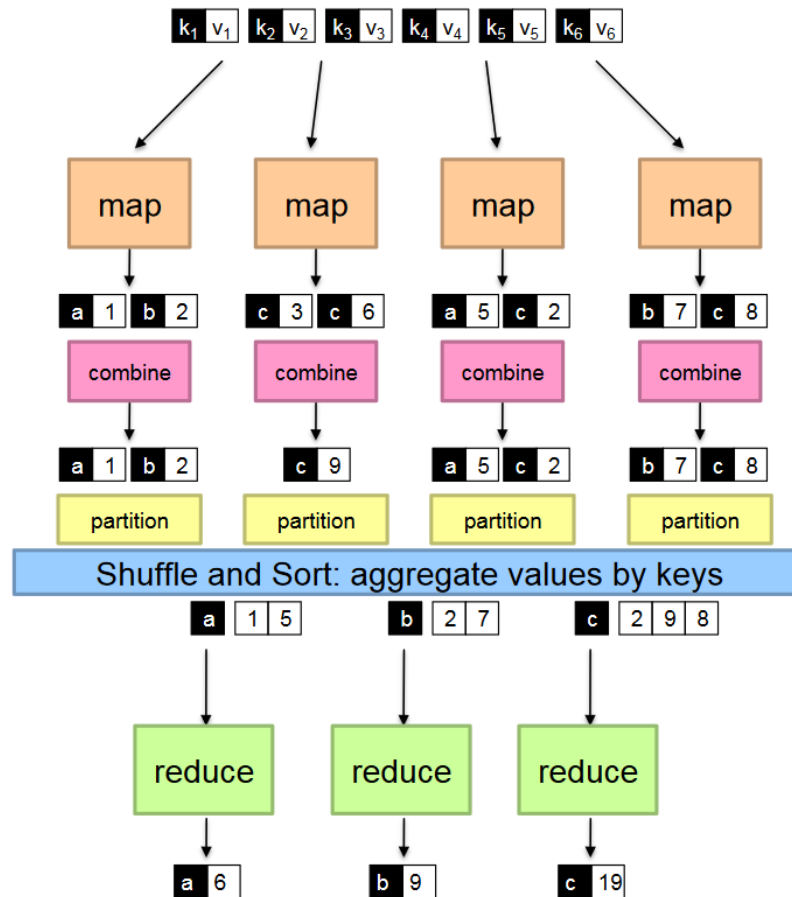 k1 v1 k2 v2 k3 v3 k4 v4 k5 v5 k6 v6
map map map map
a 1 b 2 c 3 c 6 a 5 c 2 b 7 c 8
combine combine combine combine
a 1 b 2 c 9 a 5 c 2 b 7 c 8
partition partition partition partition
Shuffle and Sort: aggregate values by keys
a 1 5 b 2 7 c 2 9 8
reduce reduce reduce
a 6 b 9 c 19